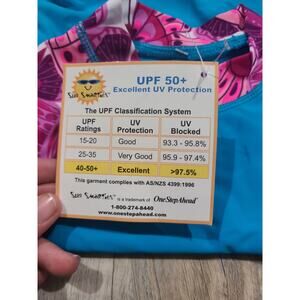 UPF 50+
Excellent UV Protection
Sun Smarties
The UPF Classification System
UPF Ratings UV Protection UV Blocked
15-20 Good 93.3 - 95.8%
25-35 Very Good 95.9 - 97.4%
40-50+ Excellent >97.5%
This garment complies with AS/NZS 4399:1996
Sun Smarties™ is a trademark of One Step Ahead®
1-800-274-8440
www.onestepahead.com